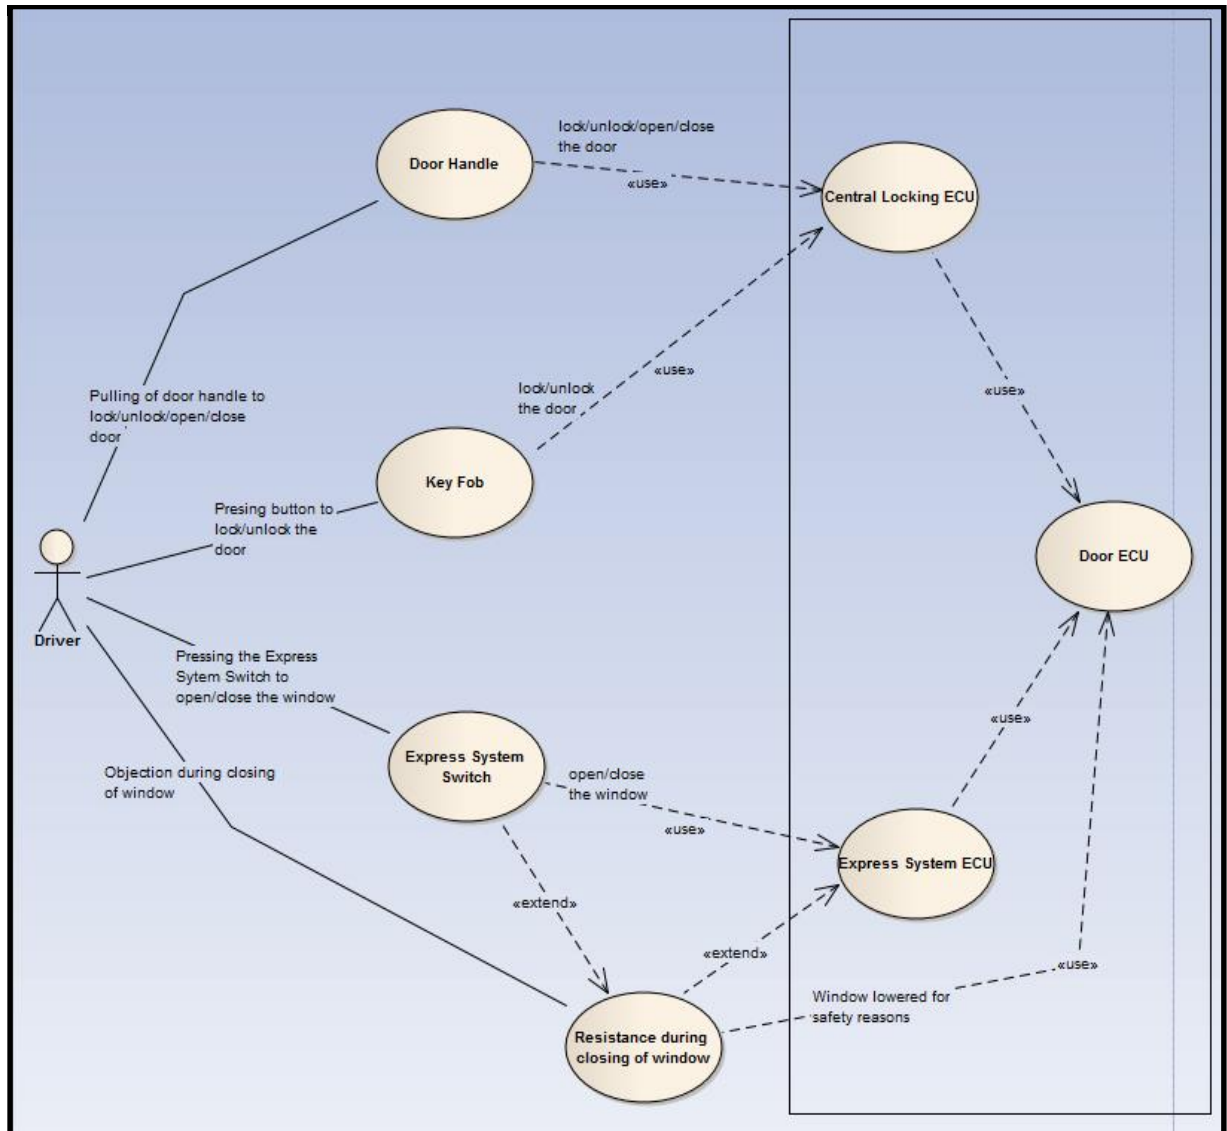 lock/unlock/open/close
the door
Door Handle
«use»
Central Locking ECU
Pulling of door handle to
lock/unlock/open/close
door
lock/unlock
the door
«use»
«use»
Key Fob
Presing button to
lock/unlock the
door
Door ECU
Driver
Pressing the Express
Sytem Switch to
open/close the window
«use»
Objection during closing
of window
Express System
Switch
open/close
the window
«use»
Express System ECU
«extend»
«extend»
«use»
Window lowered for
safety reasons
Resistance during
closing of window